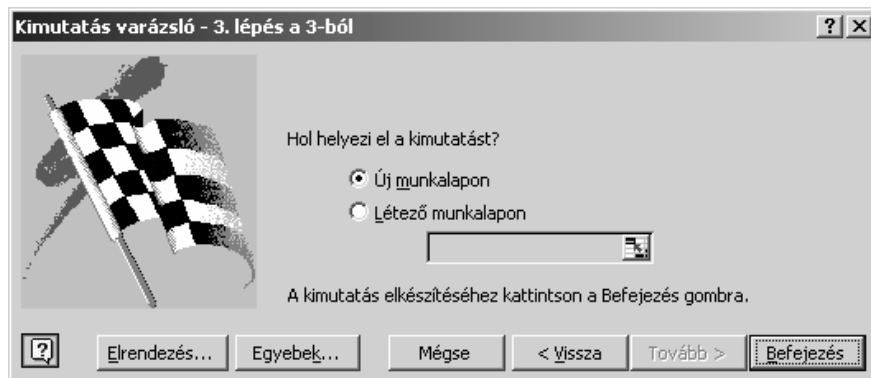 Kimutatás varázsló - 3. lépés a 3-ból
Hol helyezi el a kimutatást?
Új munkalapon
Létező munkalapon
A kimutatás elkészítéséhez kattintson a Befejezés gombra.
Elrendezés... Egyebek... Mégse < Vissza Tovább > Befejezés